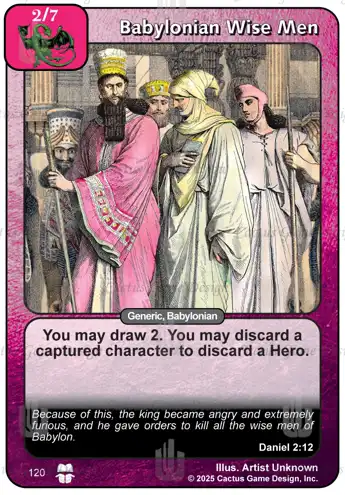 2/7
Babylonian Wise Men
Generic, Babylonian
You may draw 2. You may discard a
captured character to discard a Hero.
Because of this, the king became angry and extremely
furious, and he gave orders to kill all the wise men of
Babylon.
Daniel 2:12
120
Illus. Artist Unknown
© 2025 Cactus Game Design, Inc.